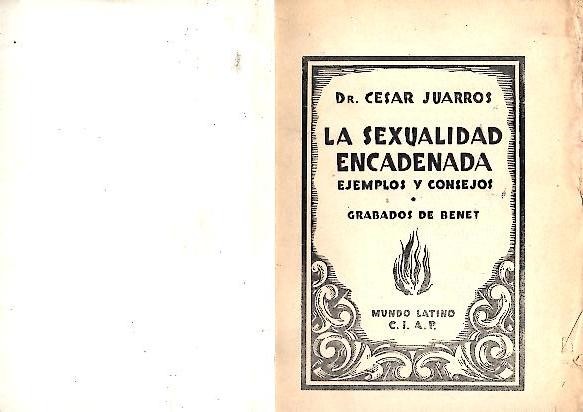 DR. CESAR JUARROS
LA SEXUALIDAD
ENCADENADA
EJEMPLOS Y CONSEJOS
GRABADOS DE BENET
MUNDO LATINO
C. I. A. P.